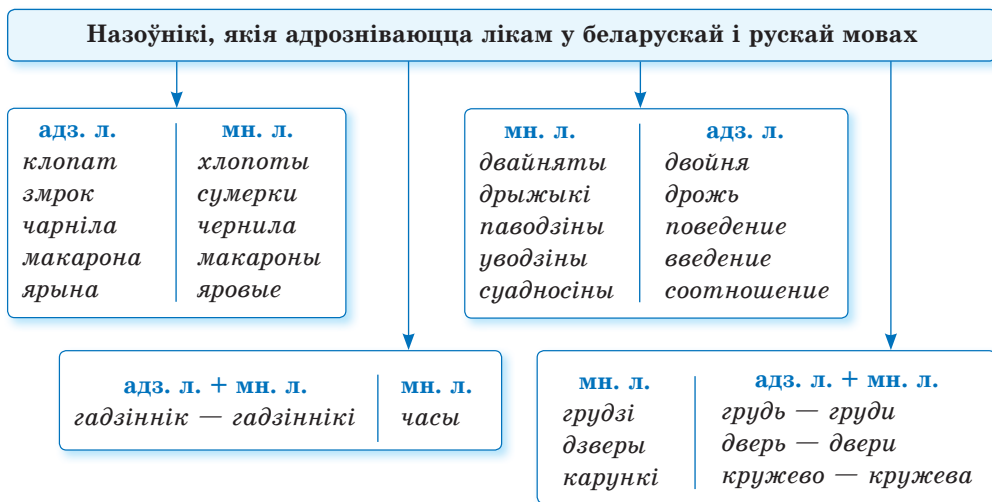 Назоўнікі, якія адрозніваюцца лікам у беларускай і рускай мовах
адз. л. мн. л.
клопат хлопоты
змрок сумерки
чарніла чернила
макарона макароны
ярына яровые
мн. л. адз. л.
двайняты двойня
дрыжыкі дрожь
паводзіны поведение
уводзіны введение
суадносіны соотношение
адз. л. + мн. л. мн. л.
гадзіннік — гадзіннікі часы
мн. л. адз. л. + мн. л.
грудзі грудь — груди
дзверы дверь — двери
карункі кружево — кружева